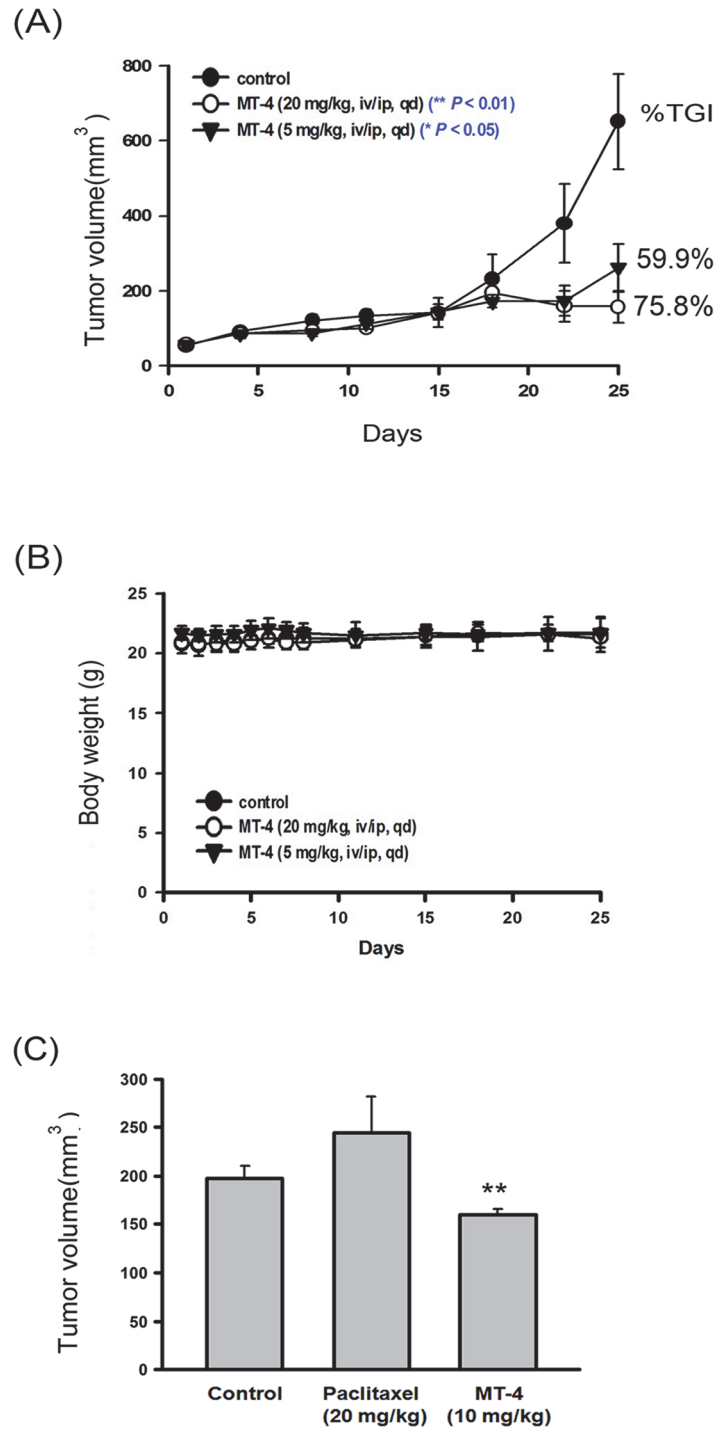 (A)
800
600
400
200
0
Tumor volume(mm3)
control
MT-4 (20 mg/kg, iv/ip, qd) (** P < 0.01)
MT-4 (5 mg/kg, iv/ip, qd) (* P < 0.05)
%TGI
59.9%
75.8%
0 5 10 15 20 25
Days
(B)
25
20
15
10
5
0
Body weight (g)
control
MT-4 (20 mg/kg, iv/ip, qd)
MT-4 (5 mg/kg, iv/ip, qd)
0 5 10 15 20 25
Days
(C)
300
250
200
150
100
50
0
Tumor volume(mm3)
**
Control Paclitaxel MT-4
(20 mg/kg) (10 mg/kg)